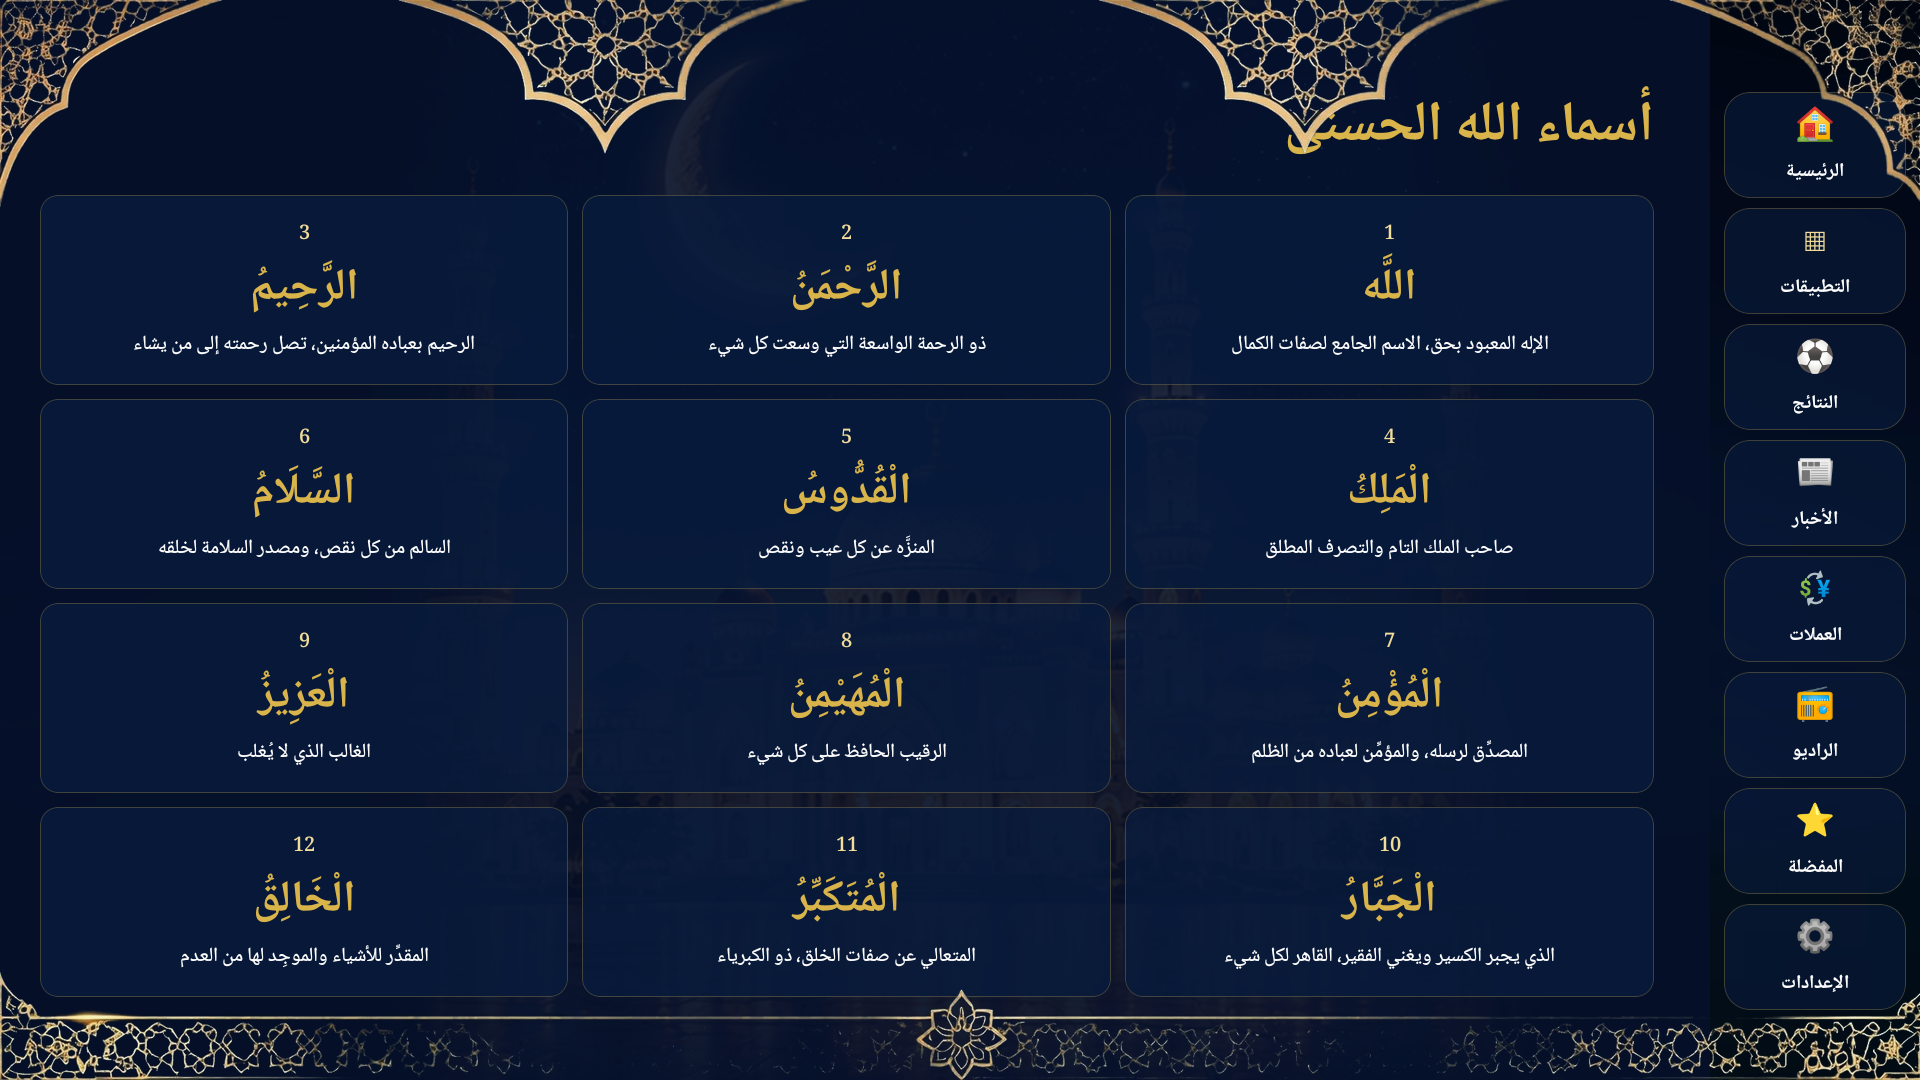 أسماء الله الحسنى
1
اللَّه
الإله المعبود بحق، الاسم الجامع لصفات الكمال
2
الرَّحْمَنُ
ذو الرحمة الواسعة التي وسعت كل شيء
3
الرَّحِيمُ
الرحيم بعباده المؤمنين، تصل رحمته إلى من يشاء
4
الْمَلِكُ
صاحب الملك التام والتصرف المطلق
5
الْقُدُّوسُ
المنزَّه عن كل عيب ونقص
6
السَّلَامُ
السالم من كل نقص، ومصدر السلامة لخلقه
7
الْمُؤْمِنُ
المصدِّق لرسله، والمؤمِّن لعباده من الظلم
8
الْمُهَيْمِنُ
الرقيب الحافظ على كل شيء
9
الْعَزِيزُ
الغالب الذي لا يُغلب
10
الْجَبَّارُ
الذي يجبر الكسير ويغني الفقير، القاهر لكل شيء
11
الْمُتَكَبِّرُ
المتعالي عن صفات الخلق، ذو الكبرياء
12
الْخَالِقُ
المقدِّر للأشياء والموجِد لها من العدم
الرئيسية
التطبيقات
النتائج
الأخبار
العملات
الراديو
المفضلة
الإعدادات